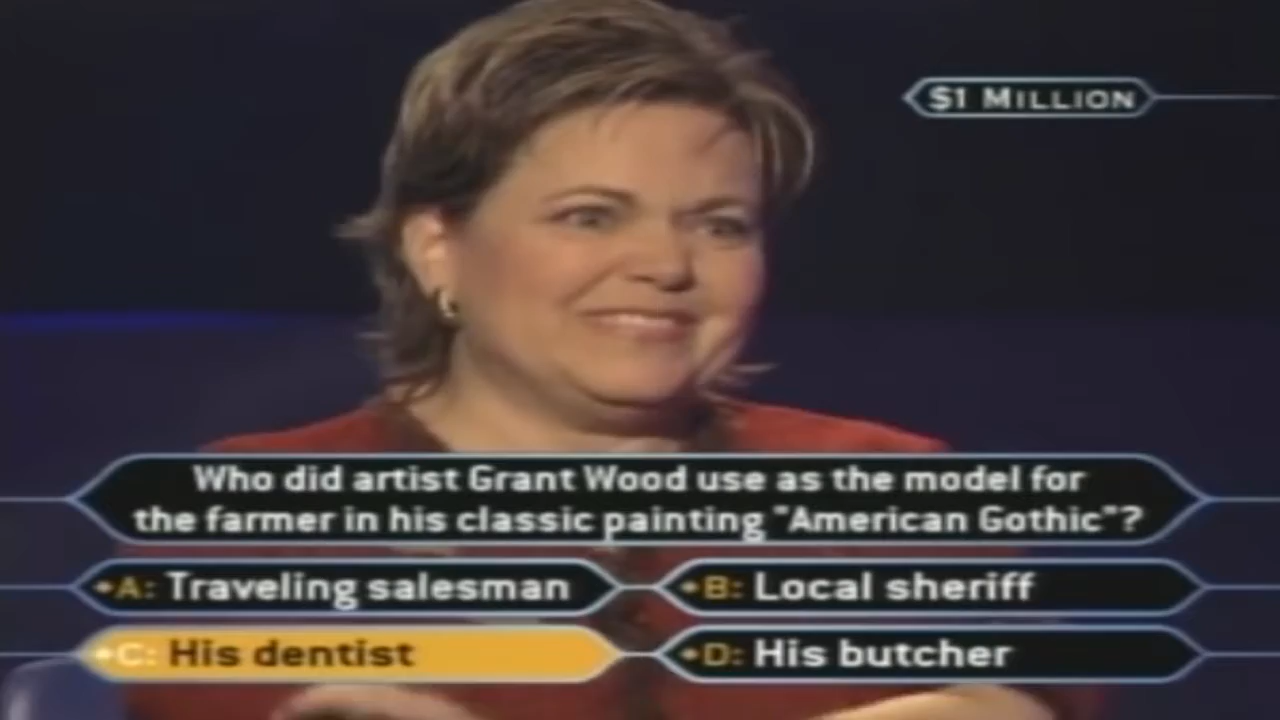 $1 MILLION
Who did artist Grant Wood use as the model for
the farmer in his classic painting "American Gothic"?
A: Traveling salesman
B: Local sheriff
C: His dentist
D: His butcher